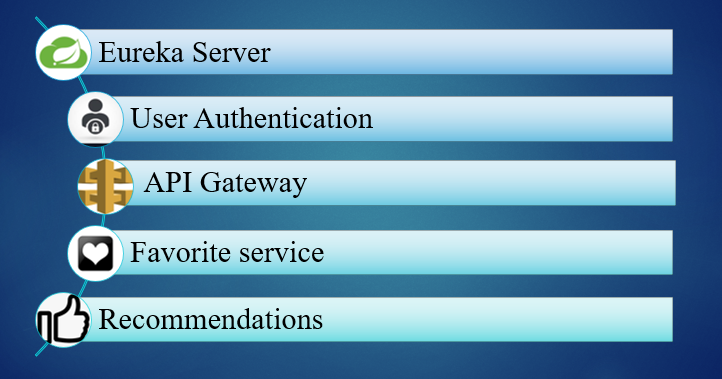 Eureka Server
User Authentication
API Gateway
Favorite service
Recommendations